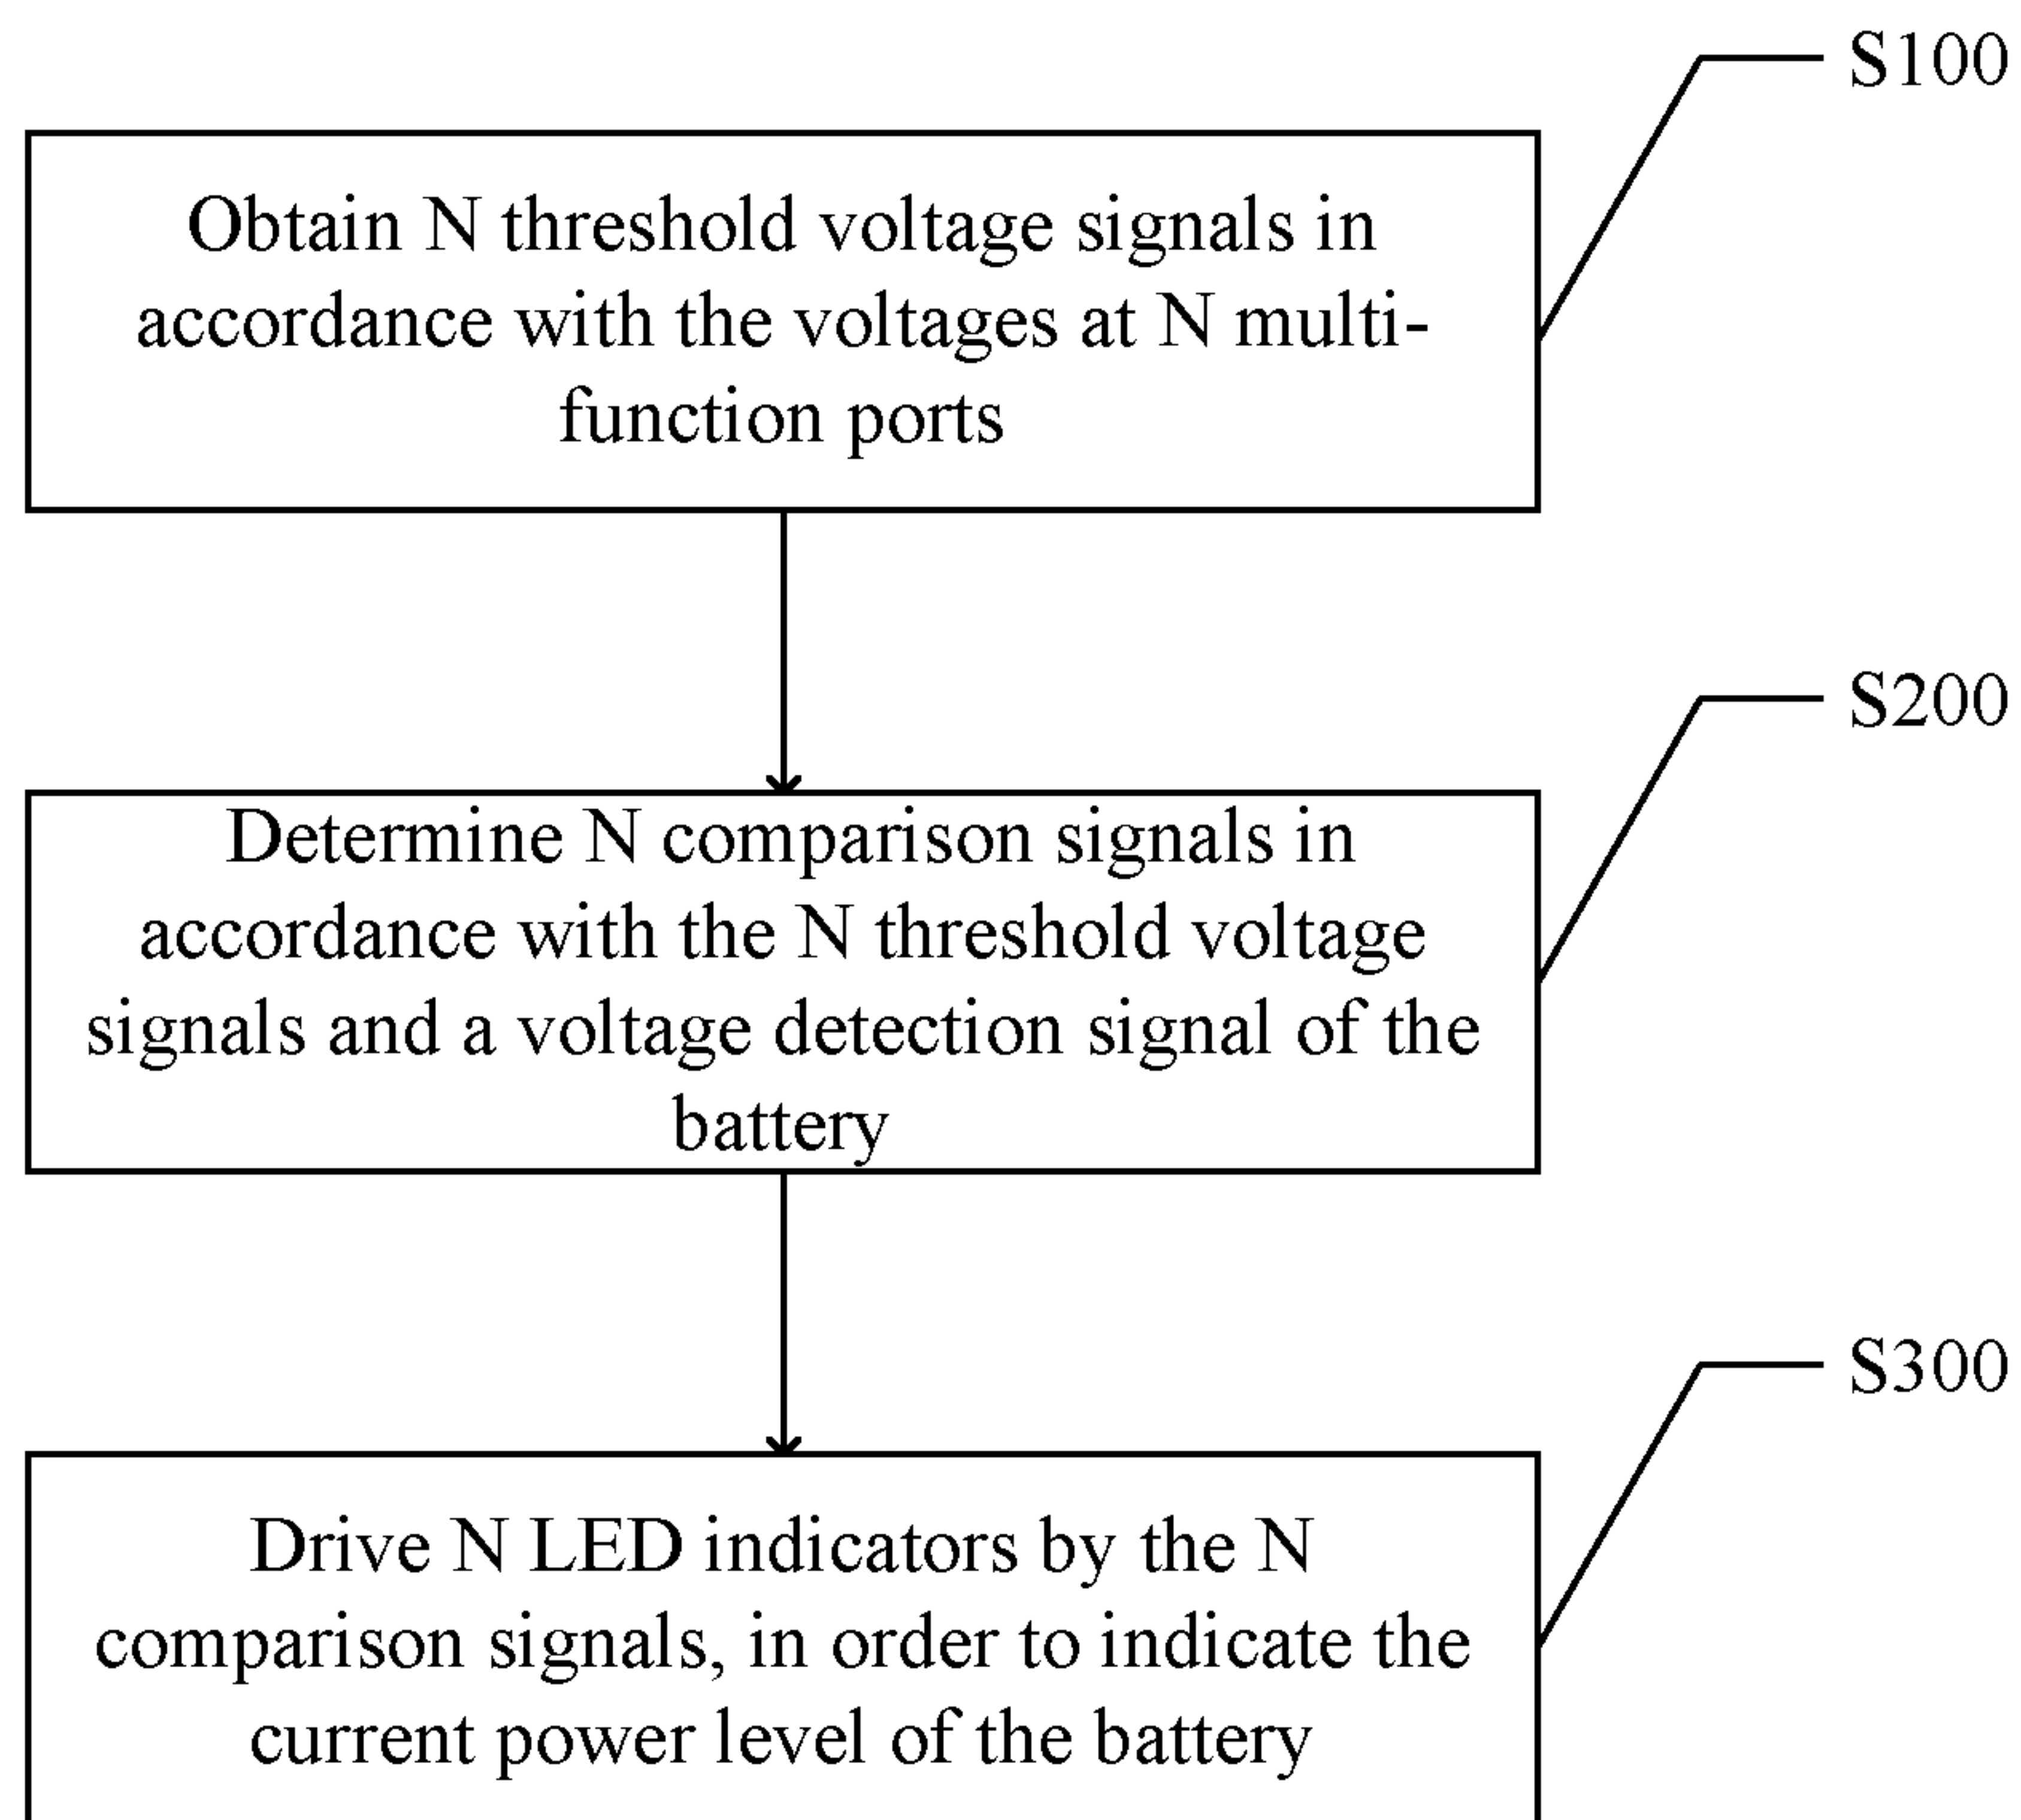 S100
Obtain N threshold voltage signals in
accordance with the voltages at N multi-
function ports
S200
Determine N comparison signals in
accordance with the N threshold voltage
signals and a voltage detection signal of the
battery
S300
Drive N LED indicators by the N
comparison signals, in order to indicate the
current power level of the battery